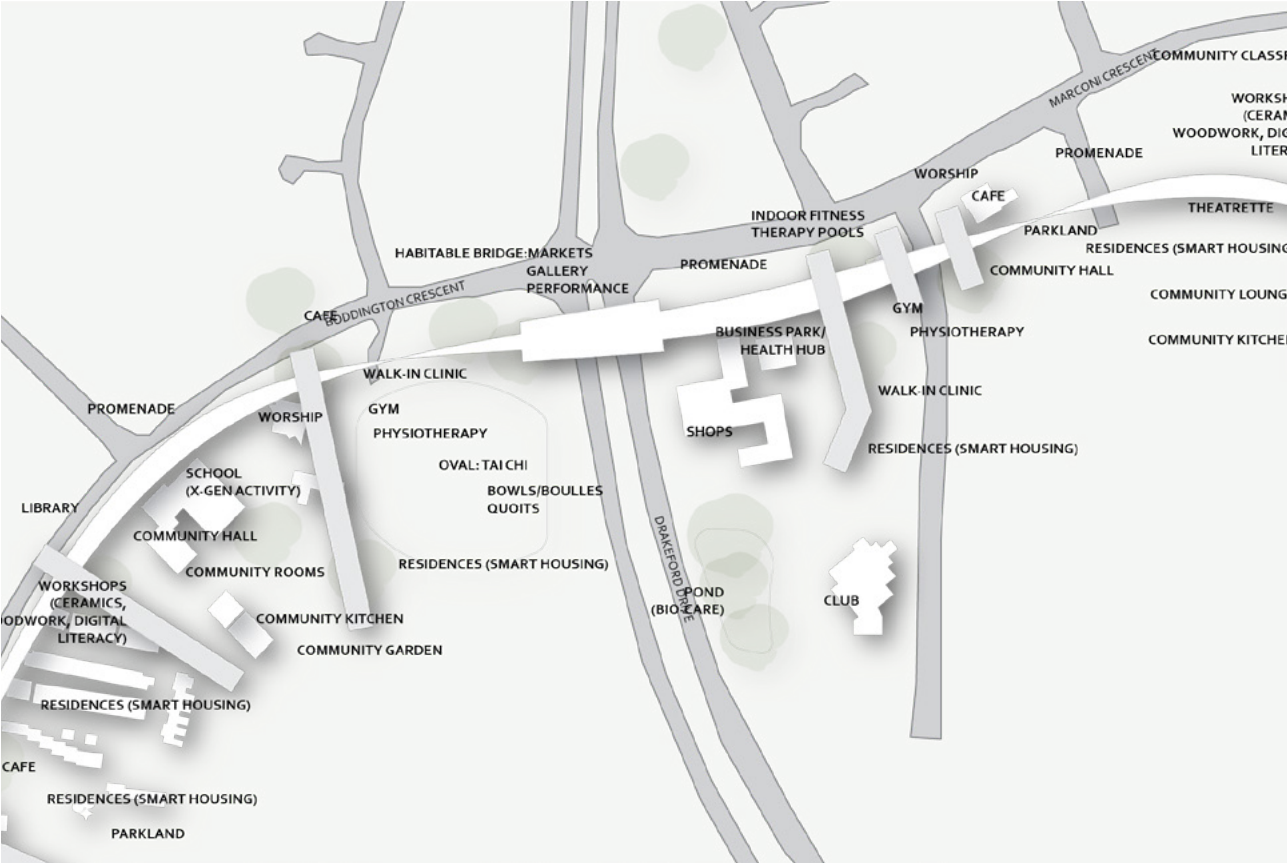 COMMUNITY CLASSR
MARCONI CRESCENT
WORKSH
(CERAM
WOODWORK, DIG
LITER
PROMENADE
WORSHIP
CAFE
THEATRETTE
INDOOR FITNESS
THERAPY POOLS
PARKLAND
RESIDENCES (SMART HOUSING
HABITABLE BRIDGE:MARKETS
GALLERY
PERFORMANCE
PROMENADE
COMMUNITY HALL
COMMUNITY LOUNG
BODDINGTON CRESCENT
CAFE
GYM
BUSINESS PARK/
HEALTH HUB
PHYSIOTHERAPY
COMMUNITY KITCHE
WALK-IN CLINIC
WALK-IN CLINIC
PROMENADE
WORSHIP
GYM
PHYSIOTHERAPY
SHOPS
RESIDENCES (SMART HOUSING)
OVAL: TAI CHI
SCHOOL
(X-GEN ACTIVITY)
BOWLS/BOULLES
QUOITS
LIBRARY
COMMUNITY HALL
DRAKEFORD DRIVE
COMMUNITY ROOMS
RESIDENCES (SMART HOUSING)
WORKSHOPS
(CERAMICS,
OODWORK, DIGITAL
LITERACY)
POND
(BIO-CARE)
CLUB
COMMUNITY KITCHEN
COMMUNITY GARDEN
RESIDENCES (SMART HOUSING)
CAFE
RESIDENCES (SMART HOUSING)
PARKLAND